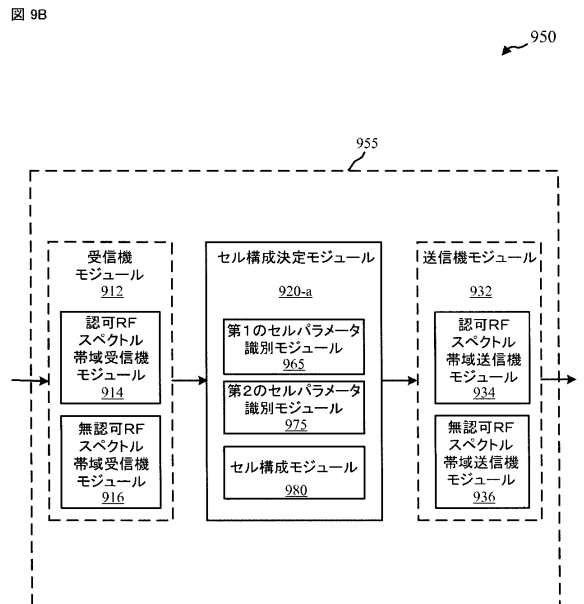 図 9B
950
955
受信機
モジュール
912
認可RF
スペクトル
帯域受信機
モジュール
914
無認可RF
スペクトル
帯域受信機
モジュール
916
セル構成決定モジュール
920-a
第1のセルパラメータ
識別モジュール
965
第2のセルパラメータ
識別モジュール
975
セル構成モジュール
980
送信機モジュール
932
認可RF
スペクトル
帯域送信機
モジュール
934
無認可RF
スペクトル
帯域送信機
モジュール
936